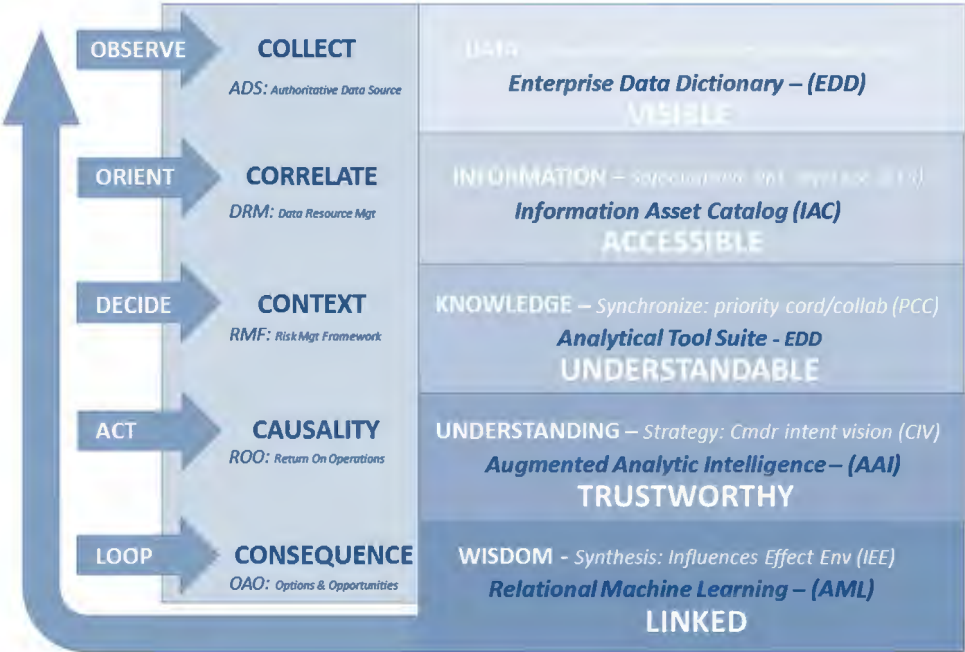 OBSERVE
COLLECT
ADS: Authoritative Data Source
DATA
Enterprise Data Dictionary – (EDD)
VISIBLE
ORIENT
CORRELATE
DRM: Data Resource Mgt
INFORMATION –
Information Asset Catalog (IAC)
ACCESSIBLE
DECIDE
CONTEXT
RMF: Risk Mgt Framework
KNOWLEDGE – Synchronize: priority cord/collab (PCC)
Analytical Tool Suite - EDD
UNDERSTANDABLE
ACT
CAUSALITY
ROO: Return On Operations
UNDERSTANDING – Strategy: Cmdr intent vision (CIV)
Augmented Analytic Intelligence – (AAI)
TRUSTWORTHY
LOOP
CONSEQUENCE
OAO: Options & Opportunities
WISDOM - Synthesis: Influences Effect Env (IEE)
Relational Machine Learning – (AML)
LINKED